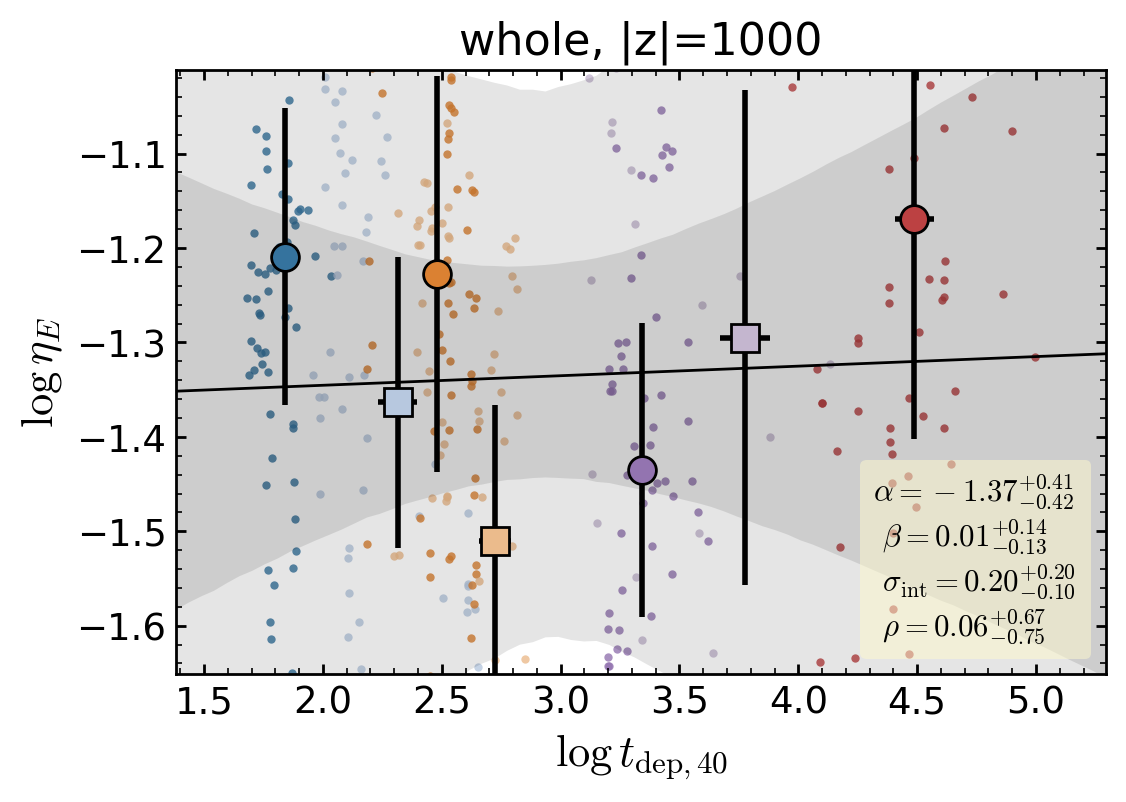 whole, |z|=1000
log η_E
−1.1
−1.2
−1.3
−1.4
−1.5
−1.6
α = −1.37^{+0.41}_{−0.42}
β = 0.01^{+0.14}_{−0.13}
σ_int = 0.20^{+0.20}_{−0.10}
ρ = 0.06^{+0.67}_{−0.75}
1.5 2.0 2.5 3.0 3.5 4.0 4.5 5.0
log t_{dep, 40}